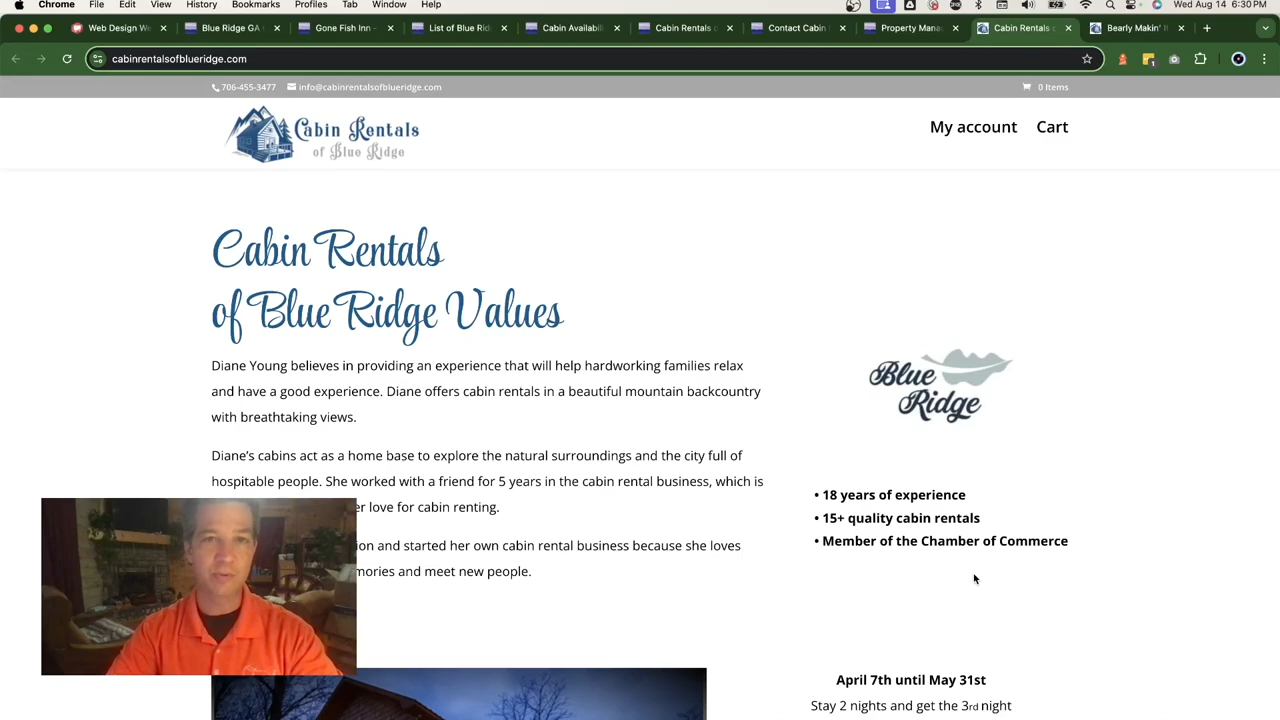 Chrome File Edit View History Bookmarks Profiles Tab Window Help Wed Aug 14 6:30 PM
Web Design We Blue Ridge GA Gone Fish Inn - List of Blue Rid Cabin Availabi Cabin Rentals o Contact Cabin Property Mana Cabin Rentals o Bearly Makin' I
cabinrentalsofblueridge.com
706-455-3477 info@cabinrentalsofblueridge.com 0 Items
Cabin Rentals
of Blue Ridge
My account Cart
Cabin Rentals
of Blue Ridge Values
Diane Young believes in providing an experience that will help hardworking families relax
and have a good experience. Diane offers cabin rentals in a beautiful mountain backcountry
with breathtaking views.
Diane's cabins act as a home base to explore the natural surroundings and the city full of
hospitable people. She worked with a friend for 5 years in the cabin rental business, which is
er love for cabin renting.
ion and started her own cabin rental business because she loves
mories and meet new people.
Blue
Ridge
• 18 years of experience
• 15+ quality cabin rentals
• Member of the Chamber of Commerce
April 7th until May 31st
Stay 2 nights and get the 3rd night